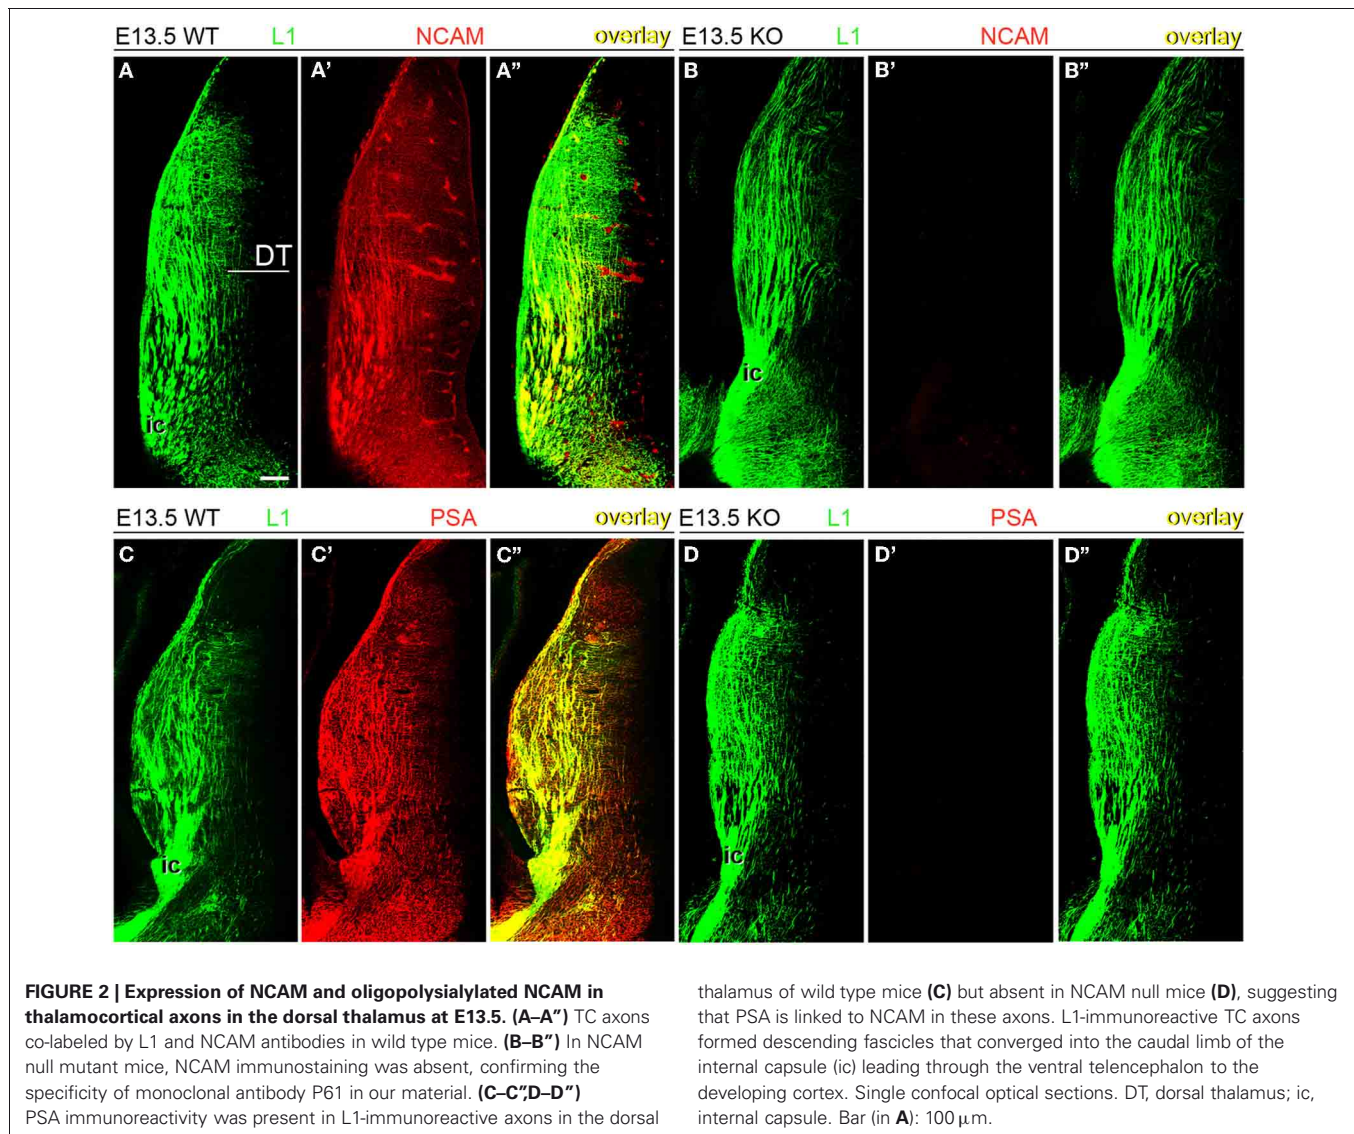 E13.5 WT L1 NCAM overlay E13.5 KO L1 NCAM overlay
A A' A" B B' B"
DT
ic
ic
E13.5 WT L1 PSA overlay E13.5 KO L1 PSA overlay
C C' C" D D' D"
ic
ic
FIGURE 2 | Expression of NCAM and oligopolysialylated NCAM in
thalamocortical axons in the dorsal thalamus at E13.5. (A–A") TC axons
co-labeled by L1 and NCAM antibodies in wild type mice. (B–B") In NCAM
null mutant mice, NCAM immunostaining was absent, confirming the
specificity of monoclonal antibody P61 in our material. (C–C",D–D")
PSA immunoreactivity was present in L1-immunoreactive axons in the dorsal
thalamus of wild type mice (C) but absent in NCAM null mice (D), suggesting
that PSA is linked to NCAM in these axons. L1-immunoreactive TC axons
formed descending fascicles that converged into the caudal limb of the
internal capsule (ic) leading through the ventral telencephalon to the
developing cortex. Single confocal optical sections. DT, dorsal thalamus; ic,
internal capsule. Bar (in A): 100 μm.